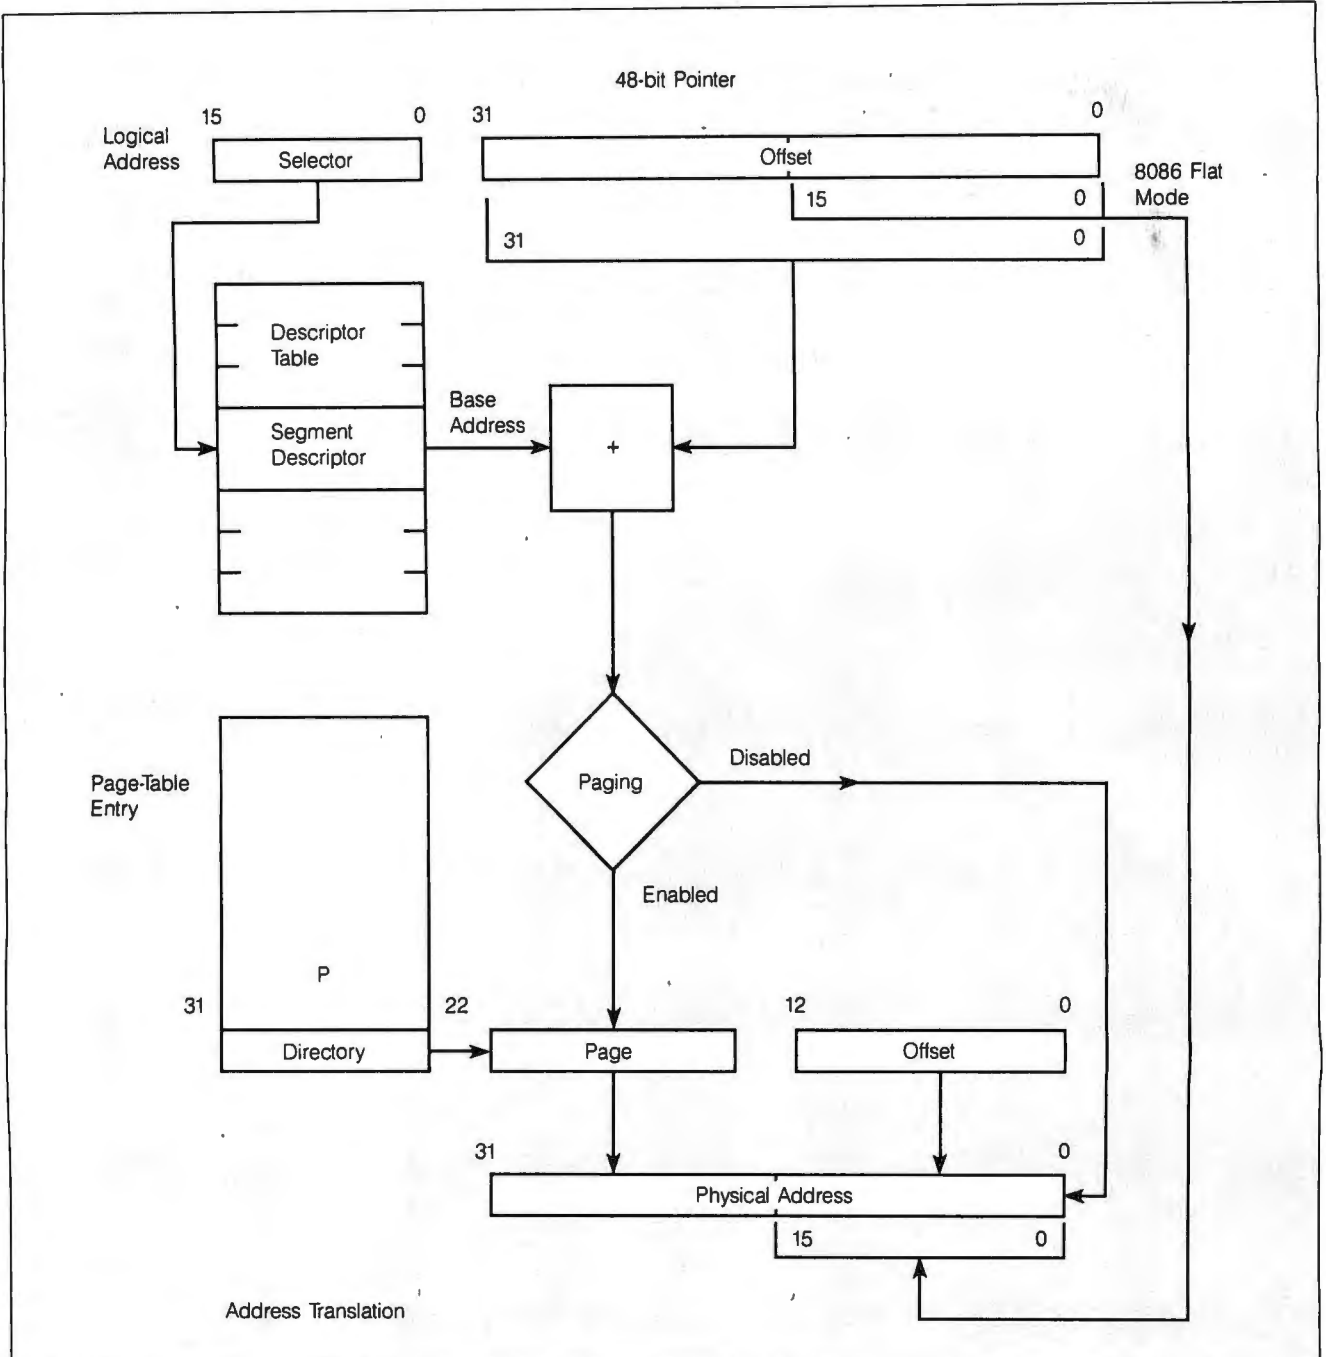 48-bit Pointer
15 0 31 0
Logical
Address
Selector
Offset
8086 Flat
Mode
15 0
31 0
Descriptor
Table
Base
Address
Segment
Descriptor
+
Paging
Disabled
Page-Table
Entry
Enabled
P
31 22 12 0
Directory
Page
Offset
31 0
Physical Address
15 0
Address Translation